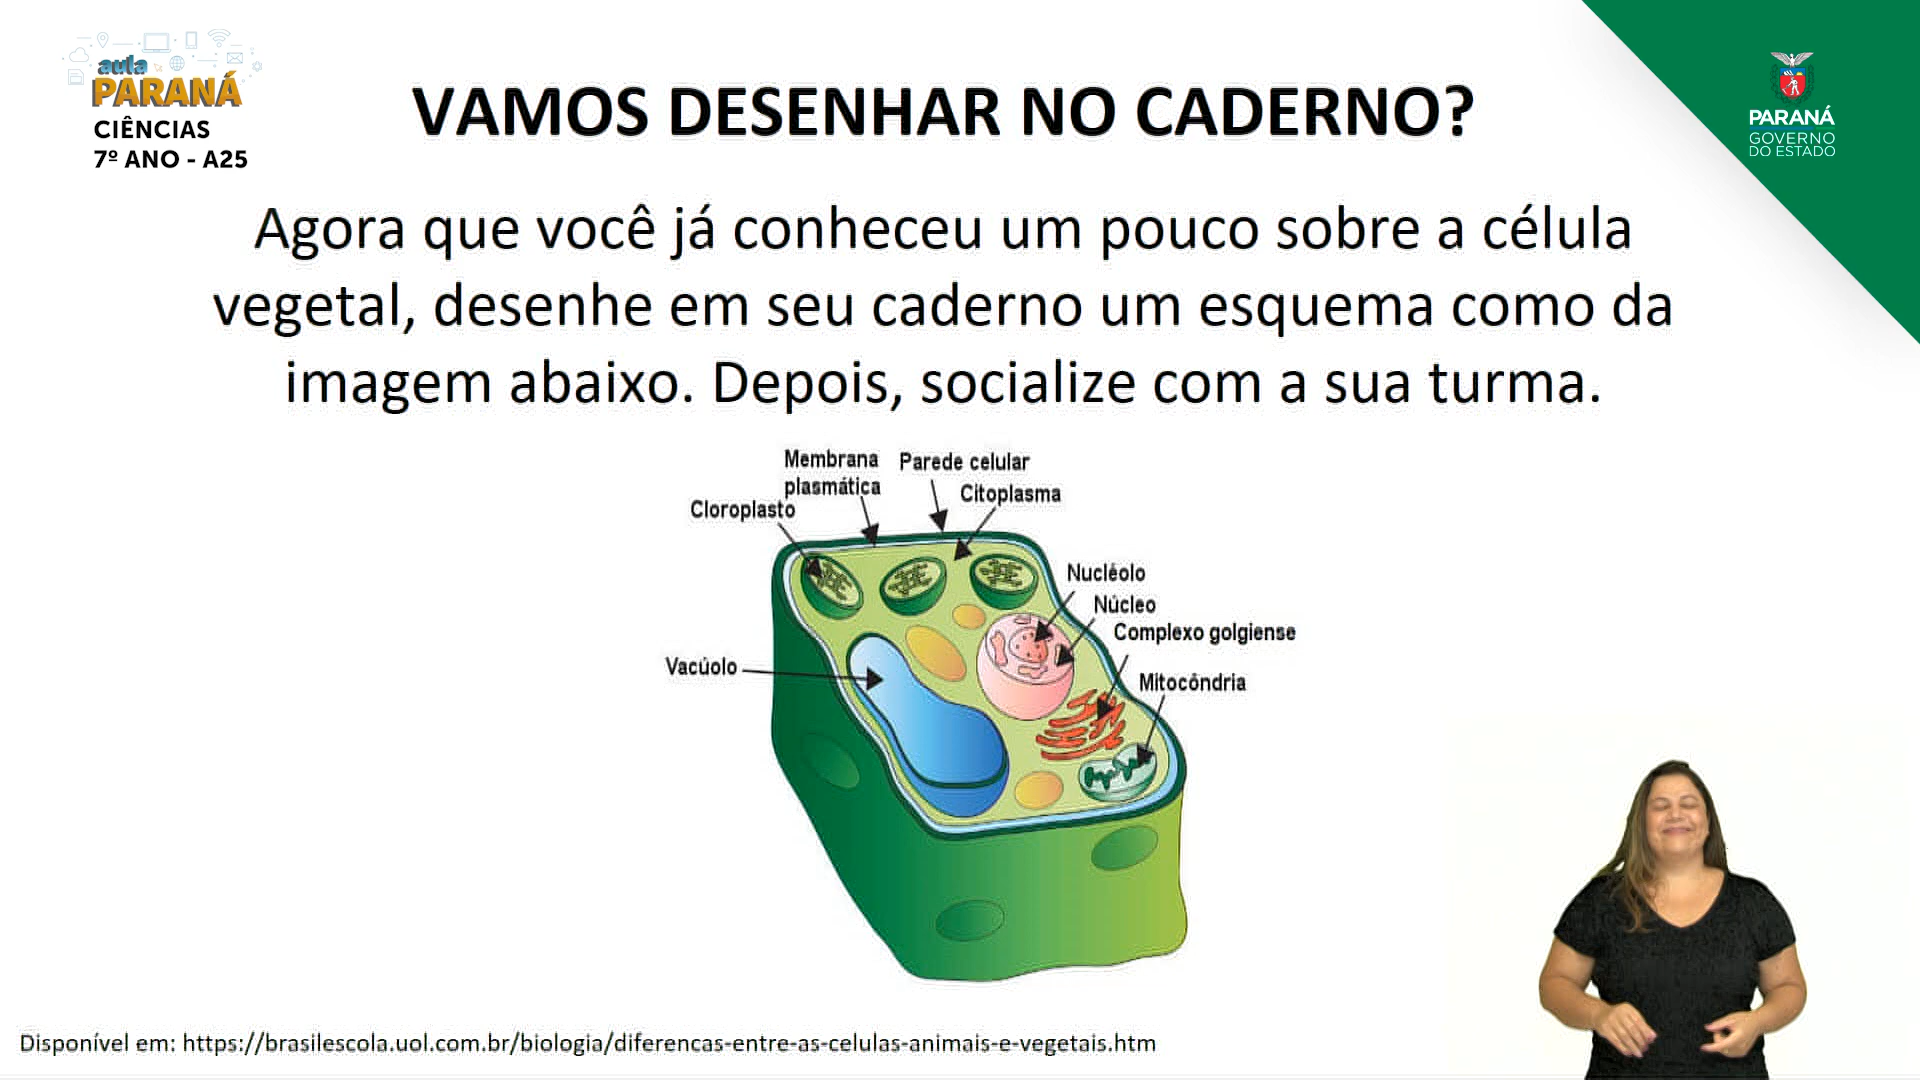 aula
PARANÁ
CIÊNCIAS
7º ANO - A25
VAMOS DESENHAR NO CADERNO?
PARANÁ
GOVERNO
DO ESTADO
Agora que você já conheceu um pouco sobre a célula
vegetal, desenhe em seu caderno um esquema como da
imagem abaixo. Depois, socialize com a sua turma.
Membrana
plasmática
Parede celular
Citoplasma
Cloroplasto
Nucléolo
Núcleo
Complexo golgiense
Vacúolo
Mitocôndria
Disponível em: https://brasilescola.uol.com.br/biologia/diferencas-entre-as-celulas-animais-e-vegetais.htm